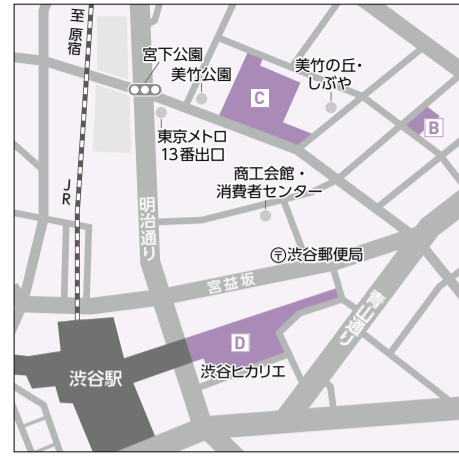 至 原宿
宮下公園
美竹公園
美竹の丘・
しぶや
C
B
東京メトロ
13番出口
商工会館・
消費者センター
JR
明治通り
〒渋谷郵便局
宮益坂
青山通り
D
渋谷ヒカリエ
渋谷駅